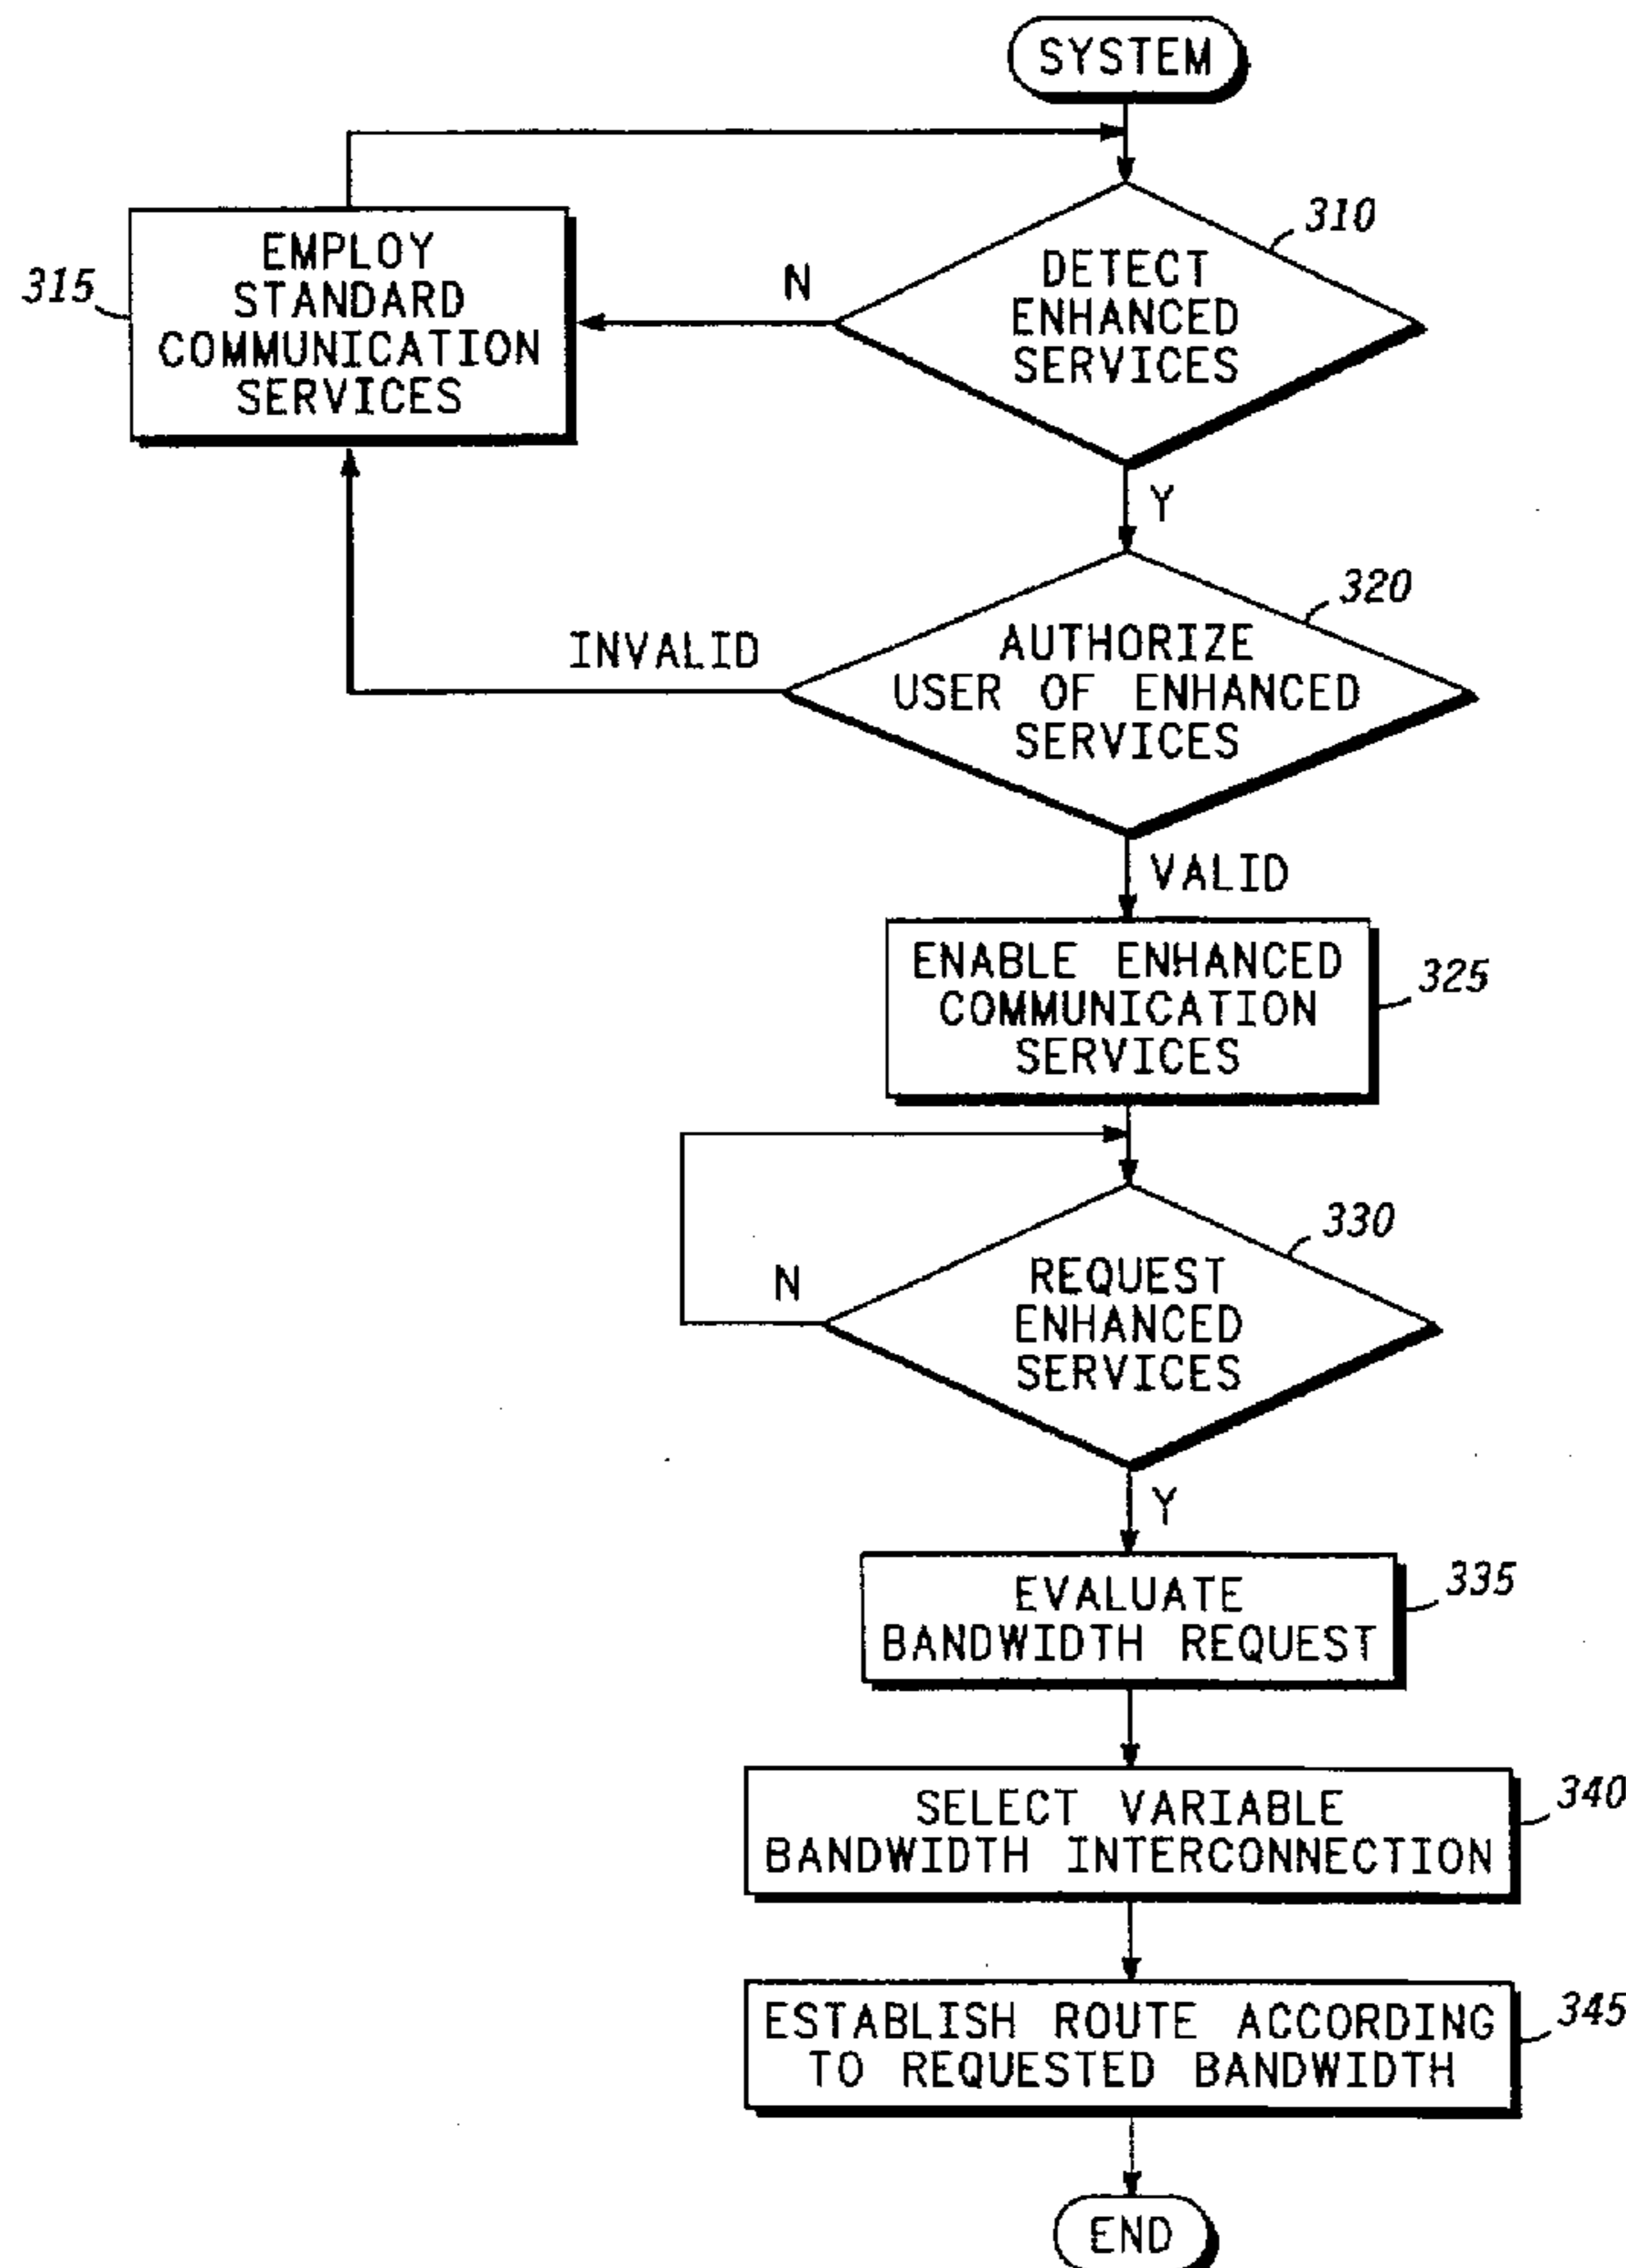 SYSTEM
310
DETECT
ENHANCED
SERVICES
N
315
EMPLOY
STANDARD
COMMUNICATION
SERVICES
Y
320
AUTHORIZE
USER OF ENHANCED
SERVICES
INVALID
VALID
ENABLE ENHANCED
COMMUNICATION
SERVICES
325
330
REQUEST
ENHANCED
SERVICES
N
Y
EVALUATE
BANDWIDTH REQUEST
335
SELECT VARIABLE
BANDWIDTH INTERCONNECTION
340
ESTABLISH ROUTE ACCORDING
TO REQUESTED BANDWIDTH
345
END